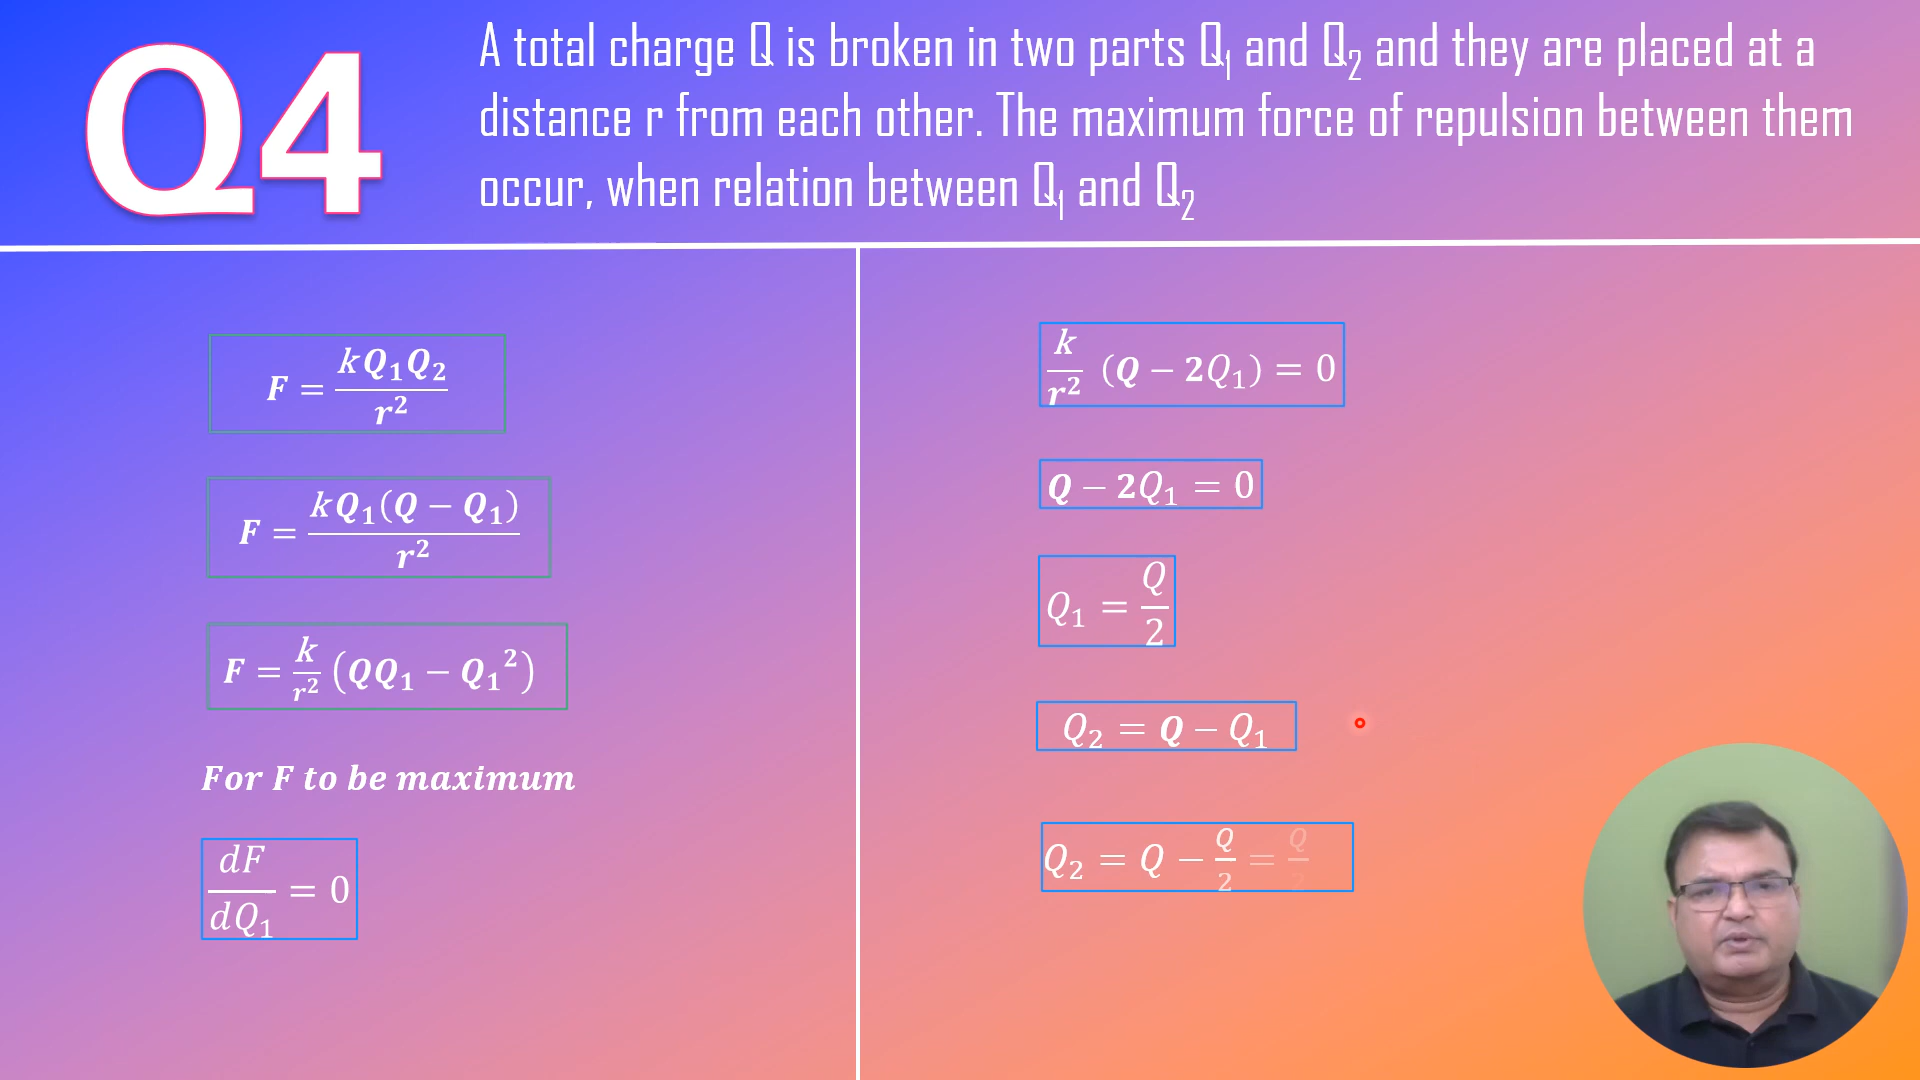 Q4
A total charge Q is broken in two parts Q₁ and Q₂ and they are placed at a
distance r from each other. The maximum force of repulsion between them
occur, when relation between Q₁ and Q₂
F = kQ₁Q₂ / r²
F = kQ₁(Q − Q₁) / r²
F = k/r² (QQ₁ − Q₁²)
For F to be maximum
dF/dQ₁ = 0
k/r² (Q − 2Q₁) = 0
Q − 2Q₁ = 0
Q₁ = Q/2
Q₂ = Q − Q₁
Q₂ = Q − Q/2 = Q/2